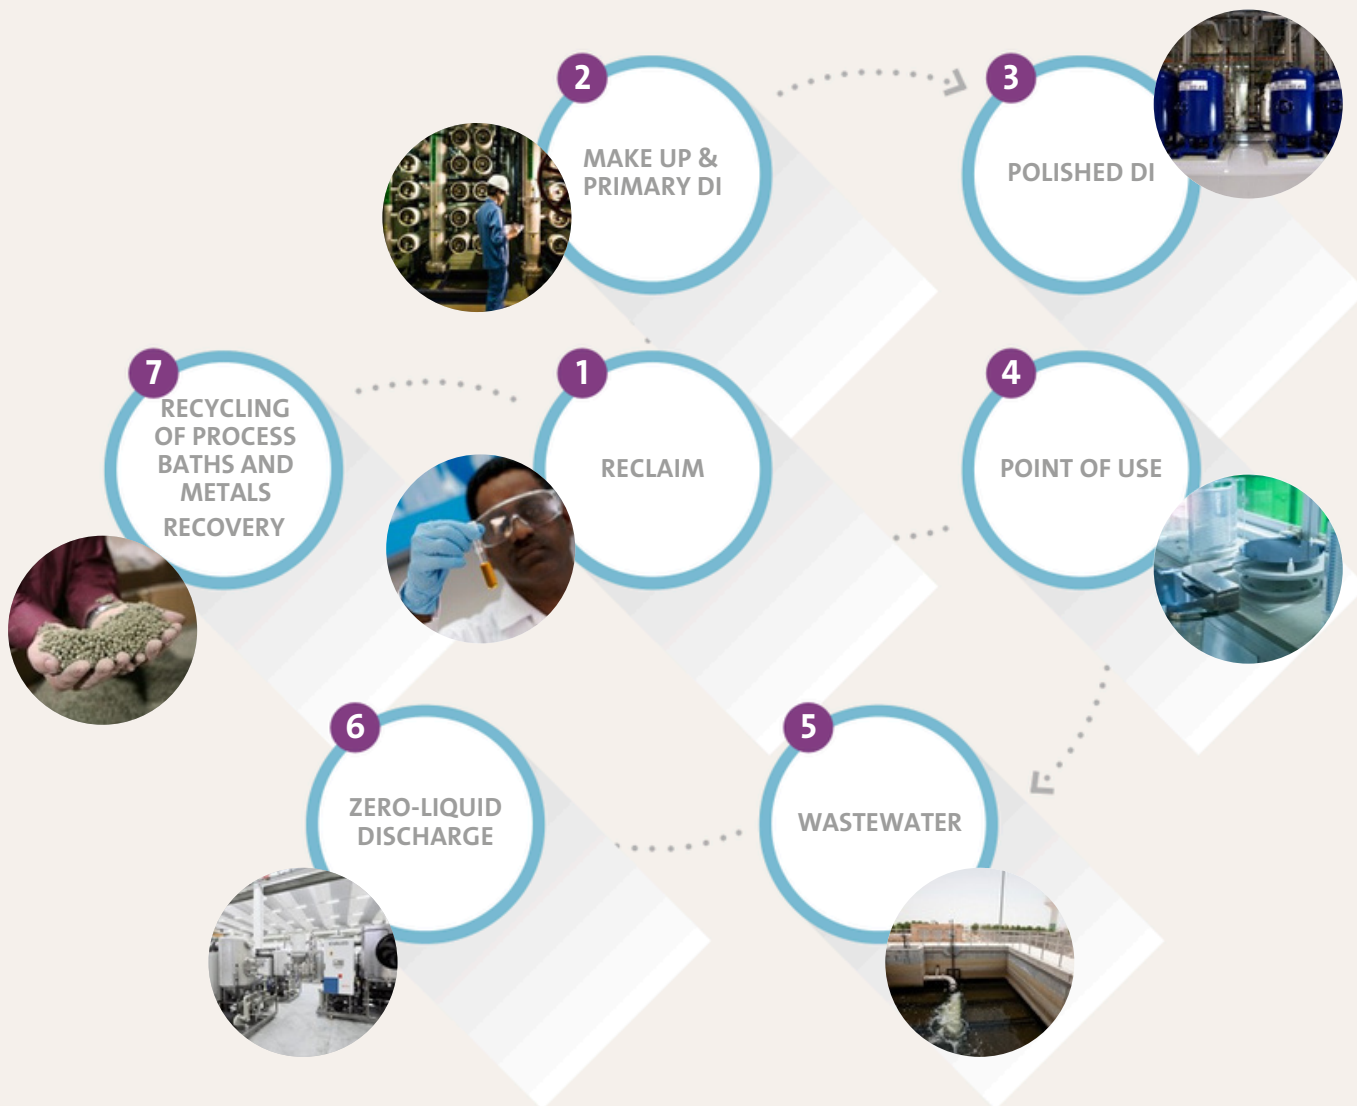 2
MAKE UP &
PRIMARY DI
3
POLISHED DI
7
RECYCLING
OF PROCESS
BATHS AND
METALS
RECOVERY
1
RECLAIM
4
POINT OF USE
6
ZERO-LIQUID
DISCHARGE
5
WASTEWATER